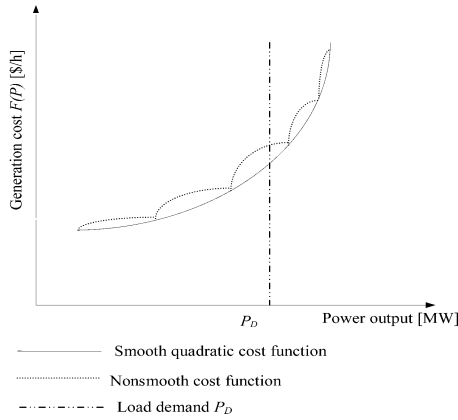 Generation cost F(P) [$/h]
P_D
Power output [MW]
Smooth quadratic cost function
Nonsmooth cost function
Load demand P_D